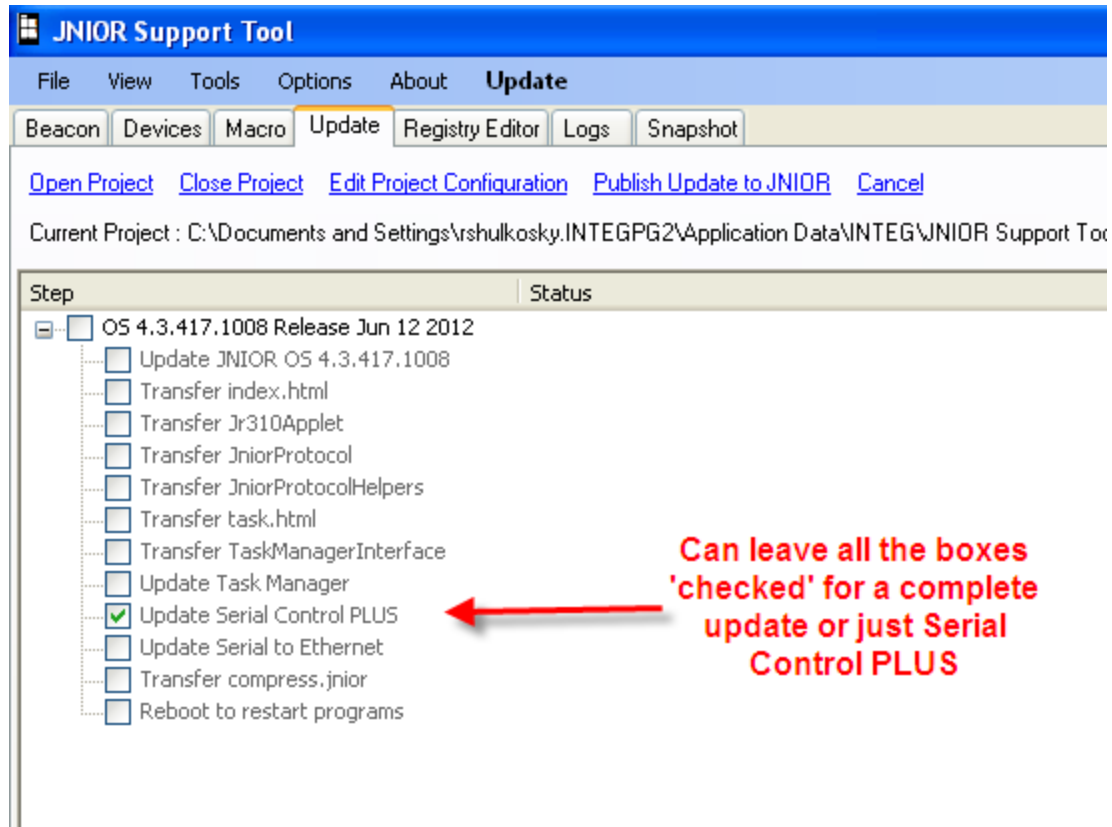 JNIOR Support Tool
File View Tools Options About Update
Beacon Devices Macro Update Registry Editor Logs Snapshot
Open Project Close Project Edit Project Configuration Publish Update to JNIOR Cancel
Current Project : C:\Documents and Settings\rshulkosky.INTEGPG2\Application Data\INTEG\JNIOR Support Too
Step Status
OS 4.3.417.1008 Release Jun 12 2012
Update JNIOR OS 4.3.417.1008
Transfer index.html
Transfer Jr310Applet
Transfer JniorProtocol
Transfer JniorProtocolHelpers
Transfer task.html
Transfer TaskManagerInterface
Update Task Manager
Update Serial Control PLUS
Update Serial to Ethernet
Transfer compress.jnior
Reboot to restart programs
Can leave all the boxes
'checked' for a complete
update or just Serial
Control PLUS